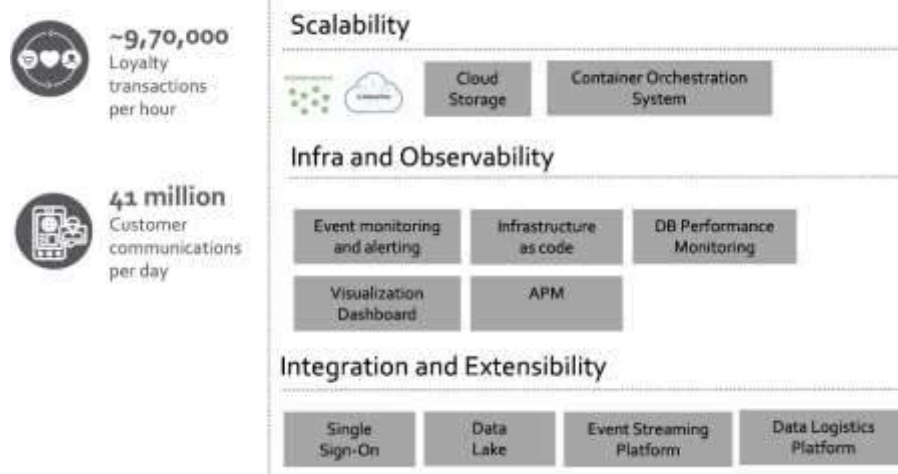 ~9,70,000
Loyalty
transactions
per hour
41 million
Customer
communications
per day
Scalability
Cloud
Storage
Container Orchestration
System
Infra and Observability
Event monitoring
and alerting
Infrastructure
as code
DB Performance
Monitoring
Visualization
Dashboard
APM
Integration and Extensibility
Single
Sign-On
Data
Lake
Event Streaming
Platform
Data Logistics
Platform